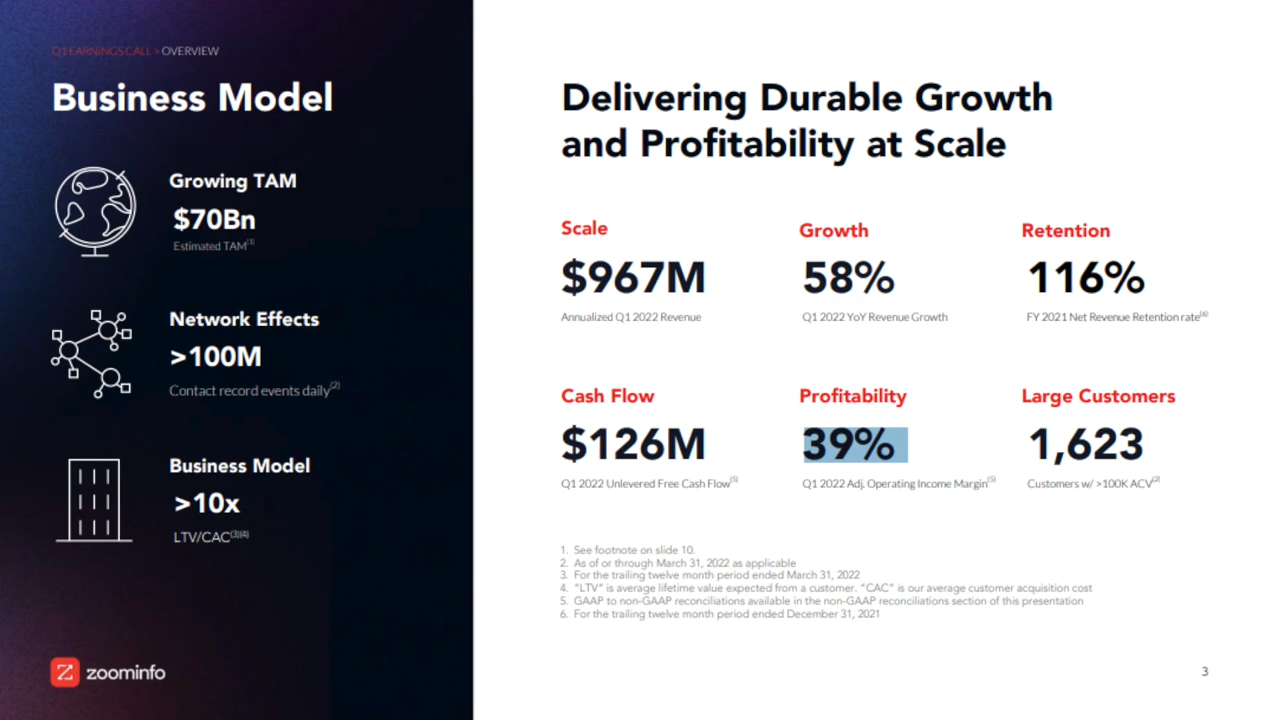 Q1 EARNINGS CALL > OVERVIEW
Business Model
Growing TAM
$70Bn
Estimated TAM(1)
Network Effects
>100M
Contact record events daily(2)
Business Model
>10x
LTV/CAC(3)(4)
zoominfo
Delivering Durable Growth
and Profitability at Scale
Scale
$967M
Annualized Q1 2022 Revenue
Growth
58%
Q1 2022 YoY Revenue Growth
Retention
116%
FY 2021 Net Revenue Retention rate(6)
Cash Flow
$126M
Q1 2022 Unlevered Free Cash Flow(5)
Profitability
39%
Q1 2022 Adj. Operating Income Margin(5)
Large Customers
1,623
Customers w/ >100K ACV(2)
1. See footnote on slide 10.
2. As of or through March 31, 2022 as applicable
3. For the trailing twelve month period ended March 31, 2022
4. “LTV” is average lifetime value expected from a customer. “CAC” is our average customer acquisition cost
5. GAAP to non-GAAP reconciliations available in the non-GAAP reconciliations section of this presentation
6. For the trailing twelve month period ended December 31, 2021
3